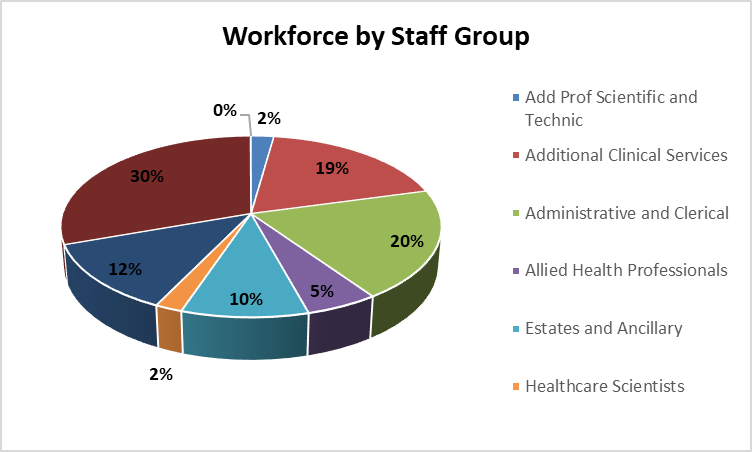 Workforce by Staff Group
0%
2%
19%
20%
5%
10%
2%
12%
30%
Add Prof Scientific and
Technic
Additional Clinical Services
Administrative and Clerical
Allied Health Professionals
Estates and Ancillary
Healthcare Scientists